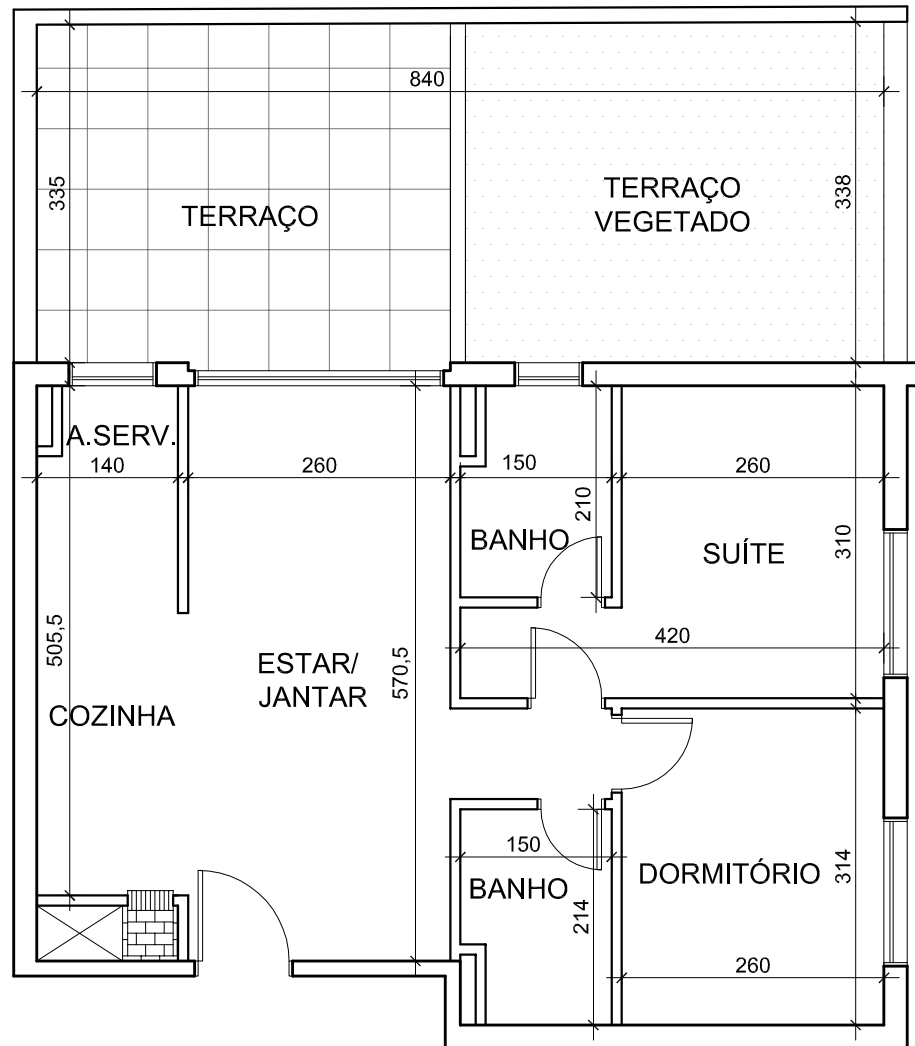 840
335
TERRAÇO
TERRAÇO
VEGETADO
338
A.SERV.
140
260
150
260
210
BANHO
SUÍTE
310
505,5
ESTAR/
JANTAR
570,5
420
COZINHA
150
BANHO
214
DORMITÓRIO
314
260